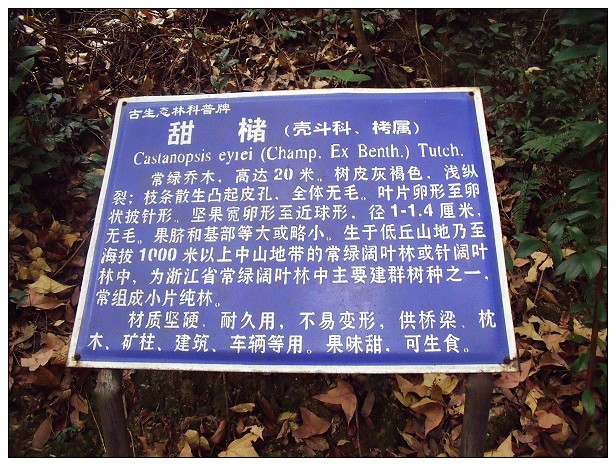 古生态林科普牌
甜 槠（壳斗科、栲属）
Castanopsis eyrei (Champ. Ex Benth.) Tutch.
常绿乔木，高达20米。树皮灰褐色，浅纵
裂；枝条散生凸起皮孔，全体无毛。叶片卵形至卵
状披针形。坚果宽卵形至近球形，径1-1.4厘米，
无毛。果脐和基部等大或略小。生于低丘山地乃至
海拔1000米以上中山地带的常绿阔叶林或针阔叶
林中，为浙江省常绿阔叶林中主要建群树种之一，
常组成小片纯林。
材质坚硬，耐久用，不易变形，供桥梁、枕
木、矿柱、建筑、车辆等用。果味甜，可生食。